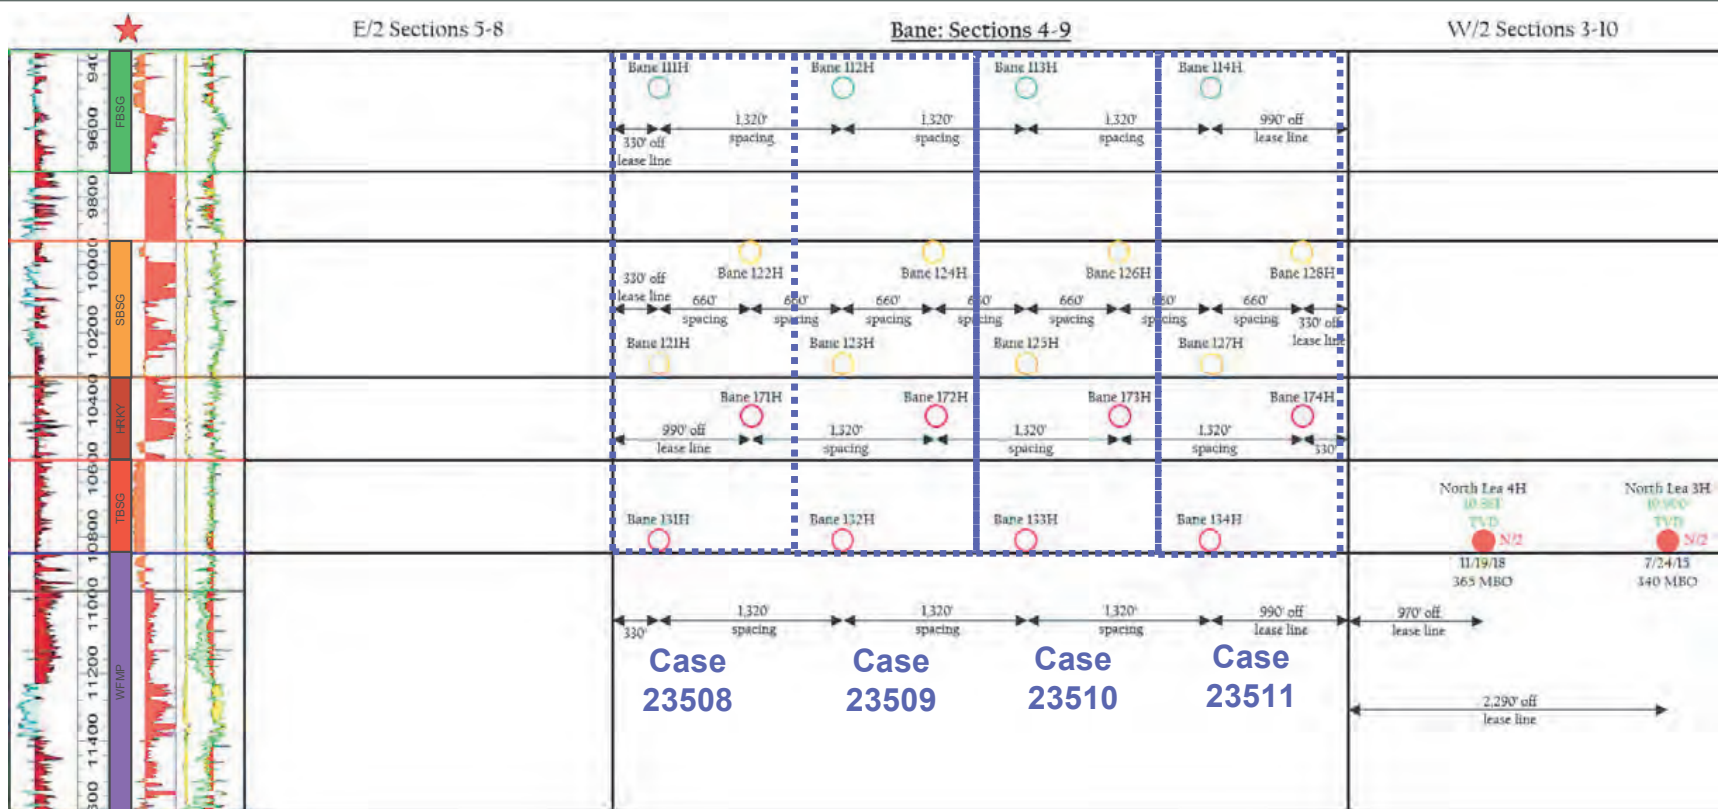 E/2 Sections 5-8
Bane: Sections 4-9
W/2 Sections 3-10
FBSG
9600
9800
SBSG
10000
10200
HRKY
10400
TBSG
10600
10800
WFMP
11000
11200
11400
Bane 111H
Bane 112H
Bane 113H
Bane 114H
330' off
lease line
1,320'
spacing
1,320'
spacing
1,320'
spacing
990' off
lease line
Bane 122H
Bane 124H
Bane 126H
Bane 128H
330' off
lease line
660'
spacing
660'
spacing
660'
spacing
660'
spacing
660'
spacing
660'
spacing
660'
spacing
330' off
lease line
Bane 121H
Bane 123H
Bane 125H
Bane 127H
Bane 171H
Bane 172H
Bane 173H
Bane 174H
990' off
lease line
1,320'
spacing
1,320'
spacing
1,320'
spacing
330'
Bane 131H
Bane 132H
Bane 133H
Bane 134H
North Lea 4H
TVD
N/2
11/19/18
365 MBO
North Lea 3H
TVD
N/2
7/24/15
340 MBO
330'
1,320'
spacing
1,320'
spacing
1,320'
spacing
990' off
lease line
970' off
lease line
2,290' off
lease line
Case
23508
Case
23509
Case
23510
Case
23511